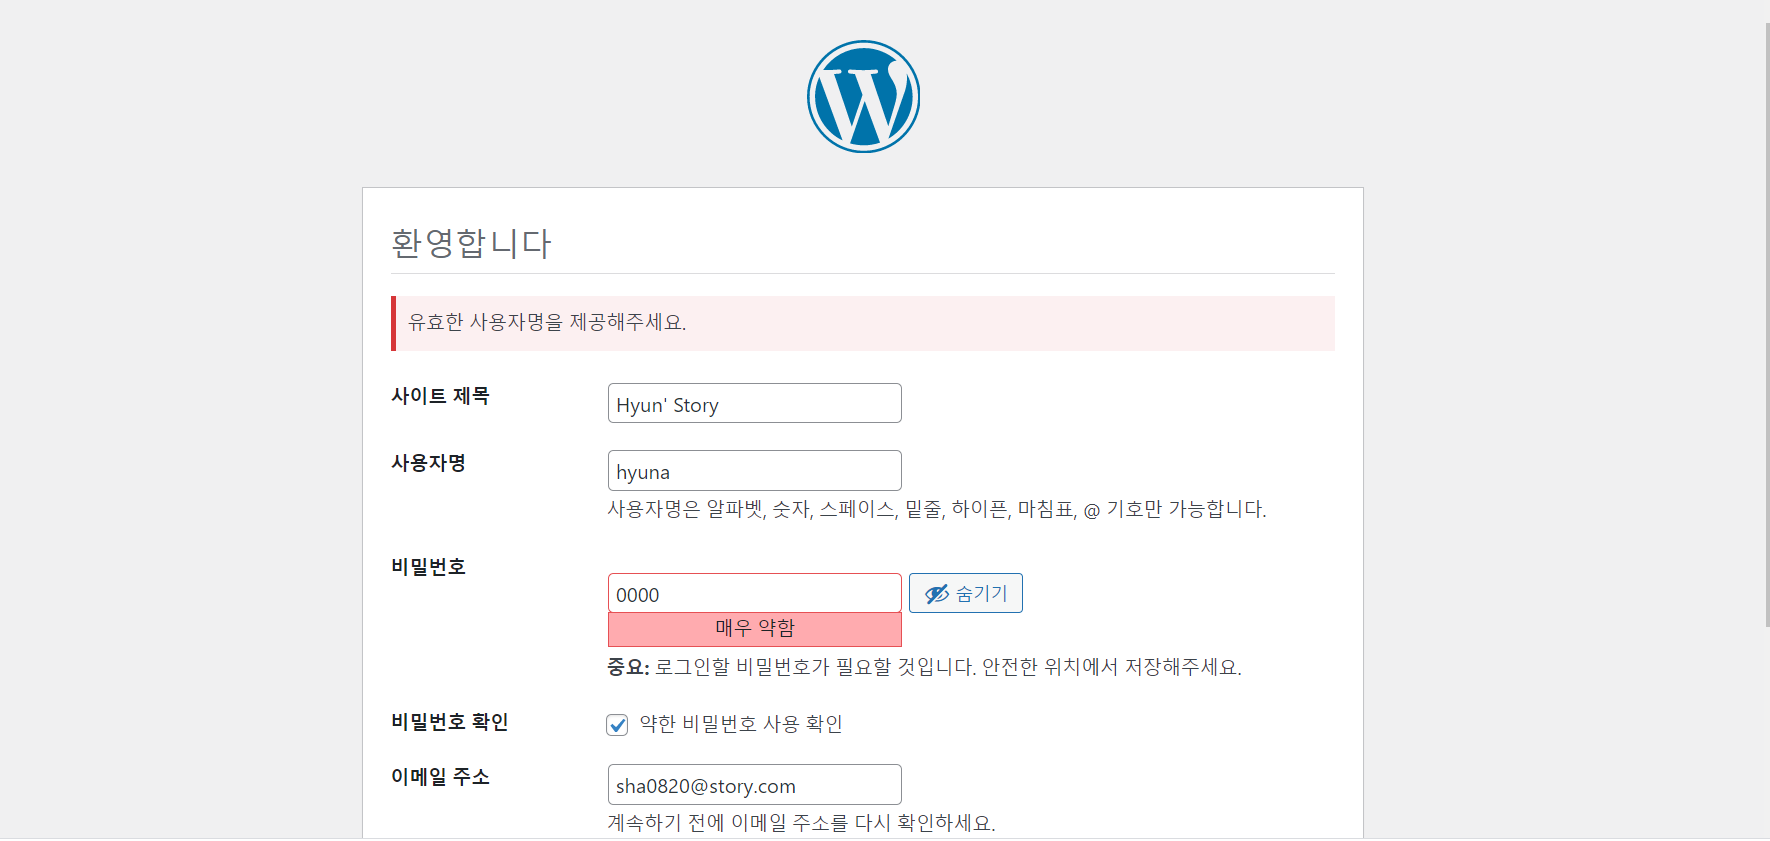 환영합니다
유효한 사용자명을 제공해주세요.
사이트 제목
Hyun' Story
사용자명
hyuna
사용자명은 알파벳, 숫자, 스페이스, 밑줄, 하이픈, 마침표, @ 기호만 가능합니다.
비밀번호
0000
숨기기
매우 약함
중요: 로그인할 비밀번호가 필요할 것입니다. 안전한 위치에서 저장해주세요.
비밀번호 확인
약한 비밀번호 사용 확인
이메일 주소
sha0820@story.com
계속하기 전에 이메일 주소를 다시 확인하세요.